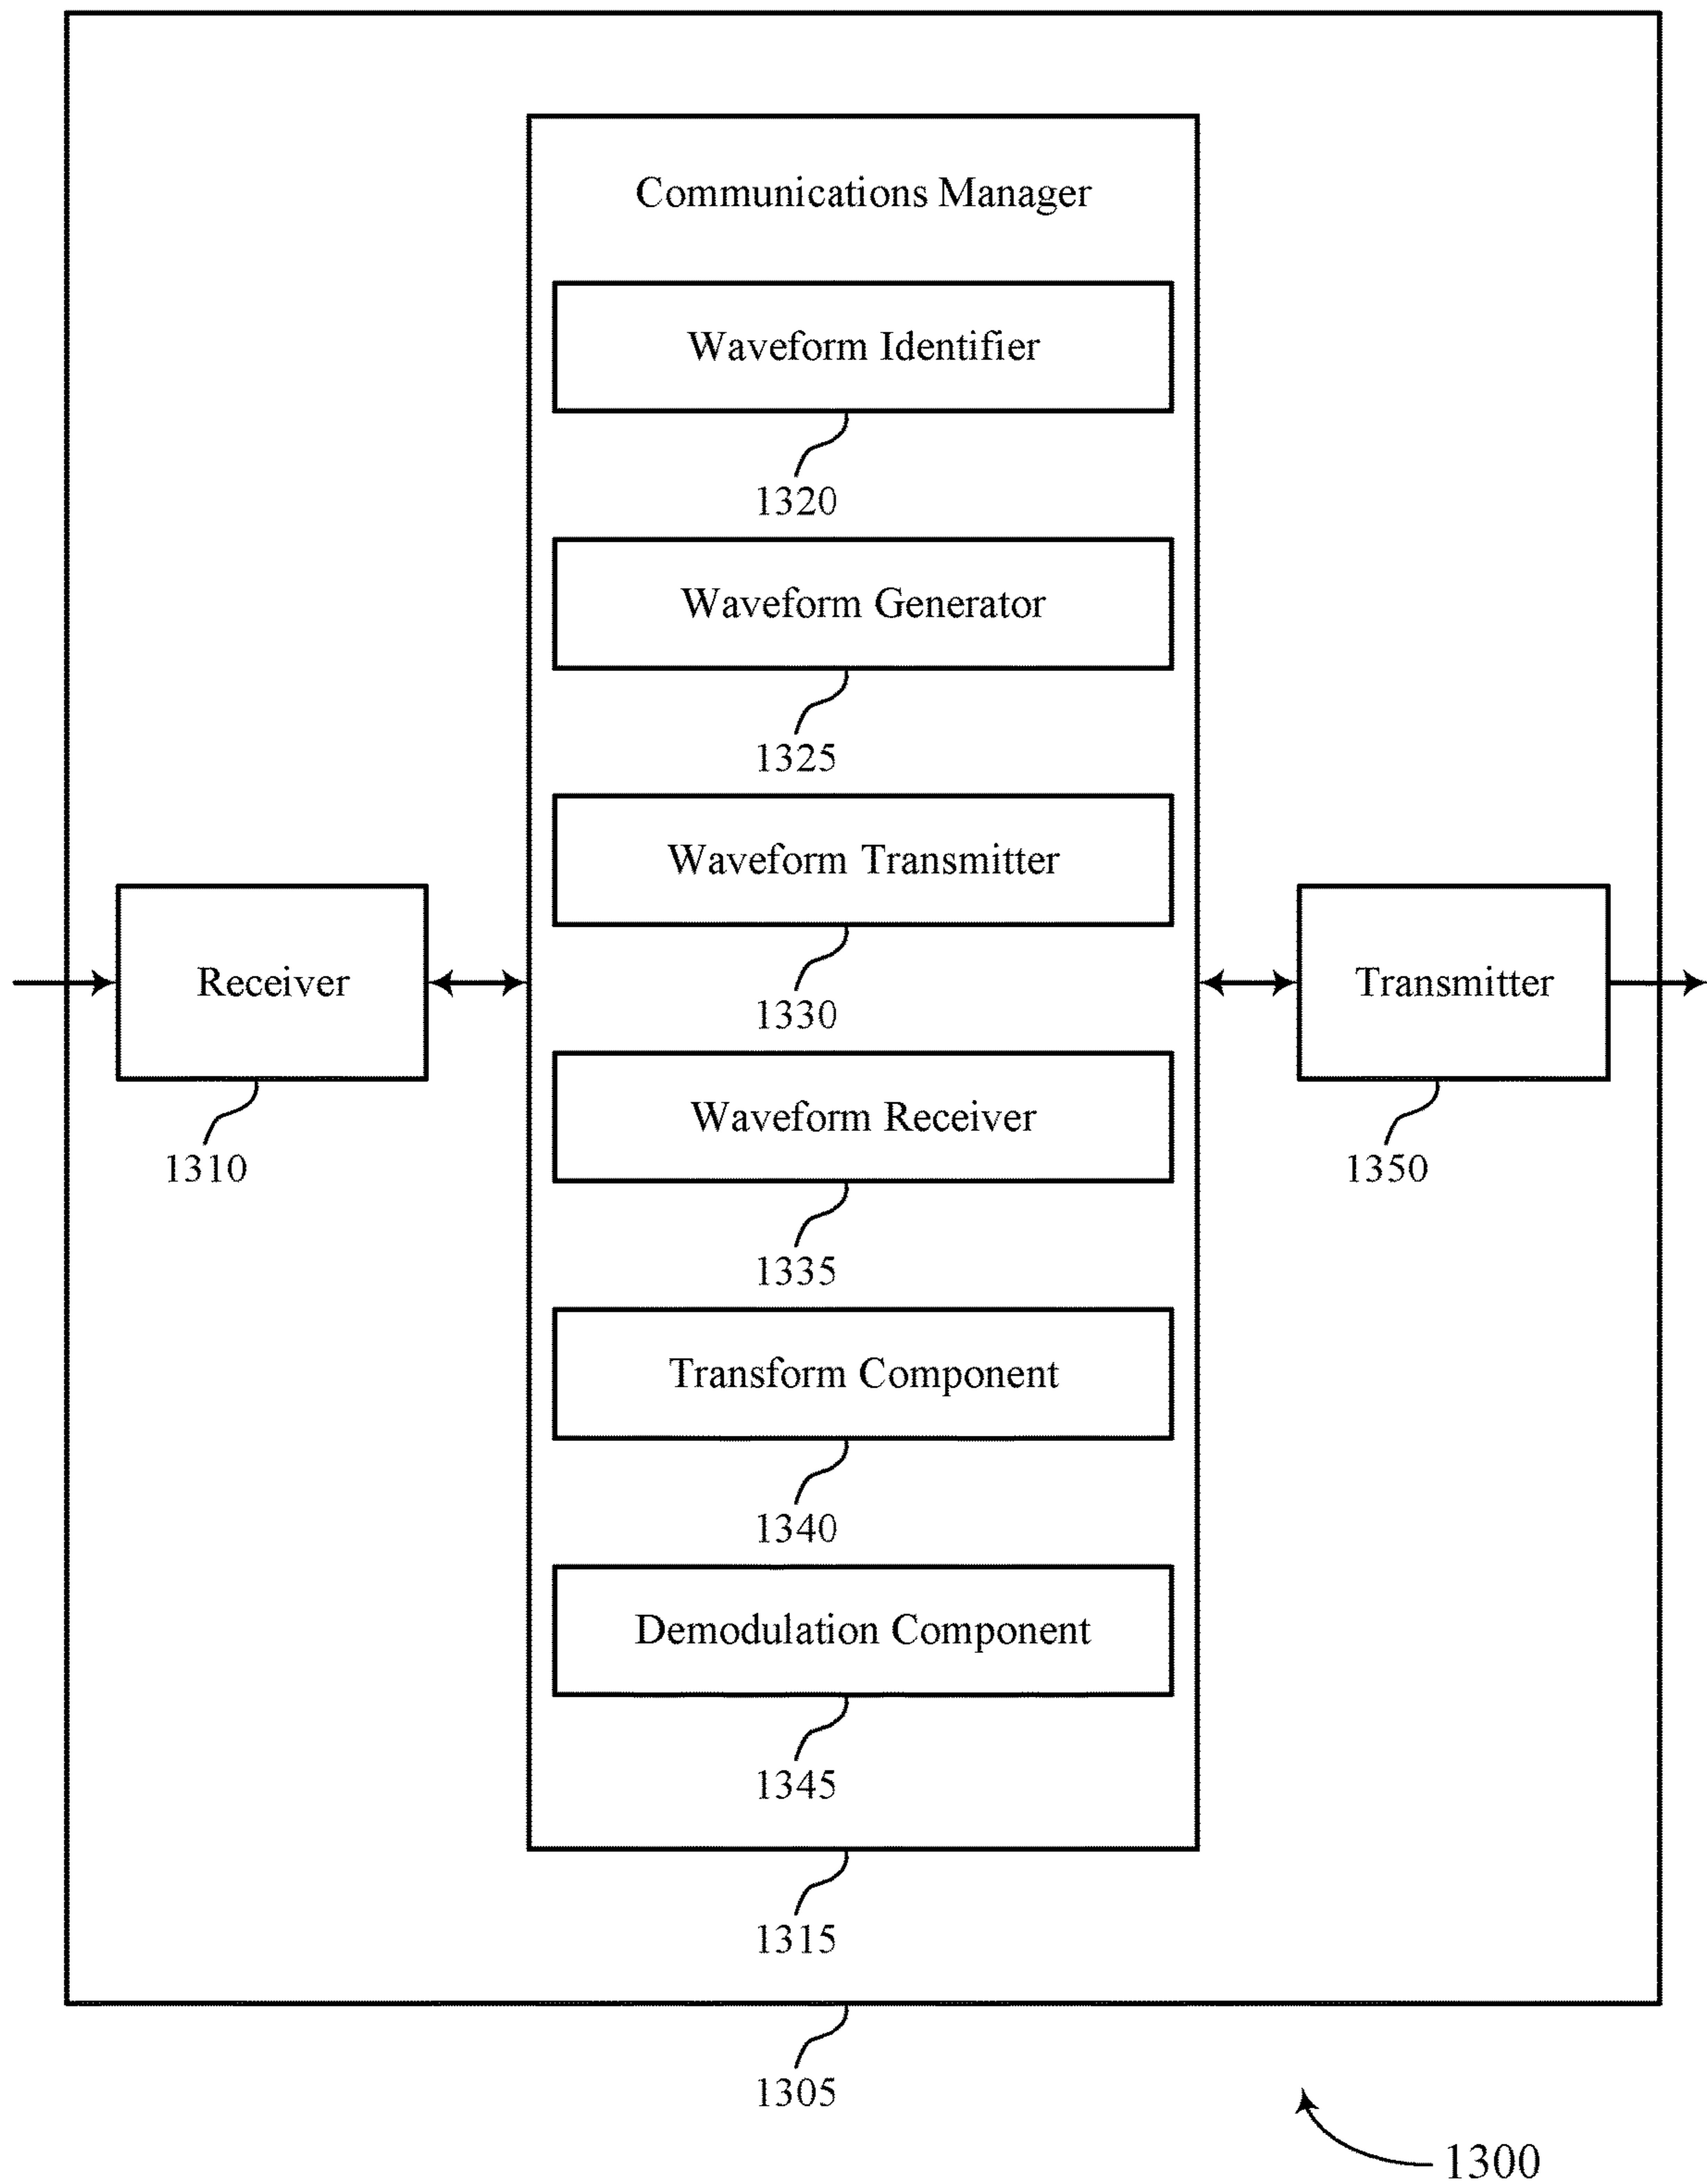 Communications Manager
Waveform Identifier
1320
Waveform Generator
1325
Waveform Transmitter
1330
Receiver
1310
Transmitter
1350
Waveform Receiver
1335
Transform Component
1340
Demodulation Component
1345
1315
1305
1300